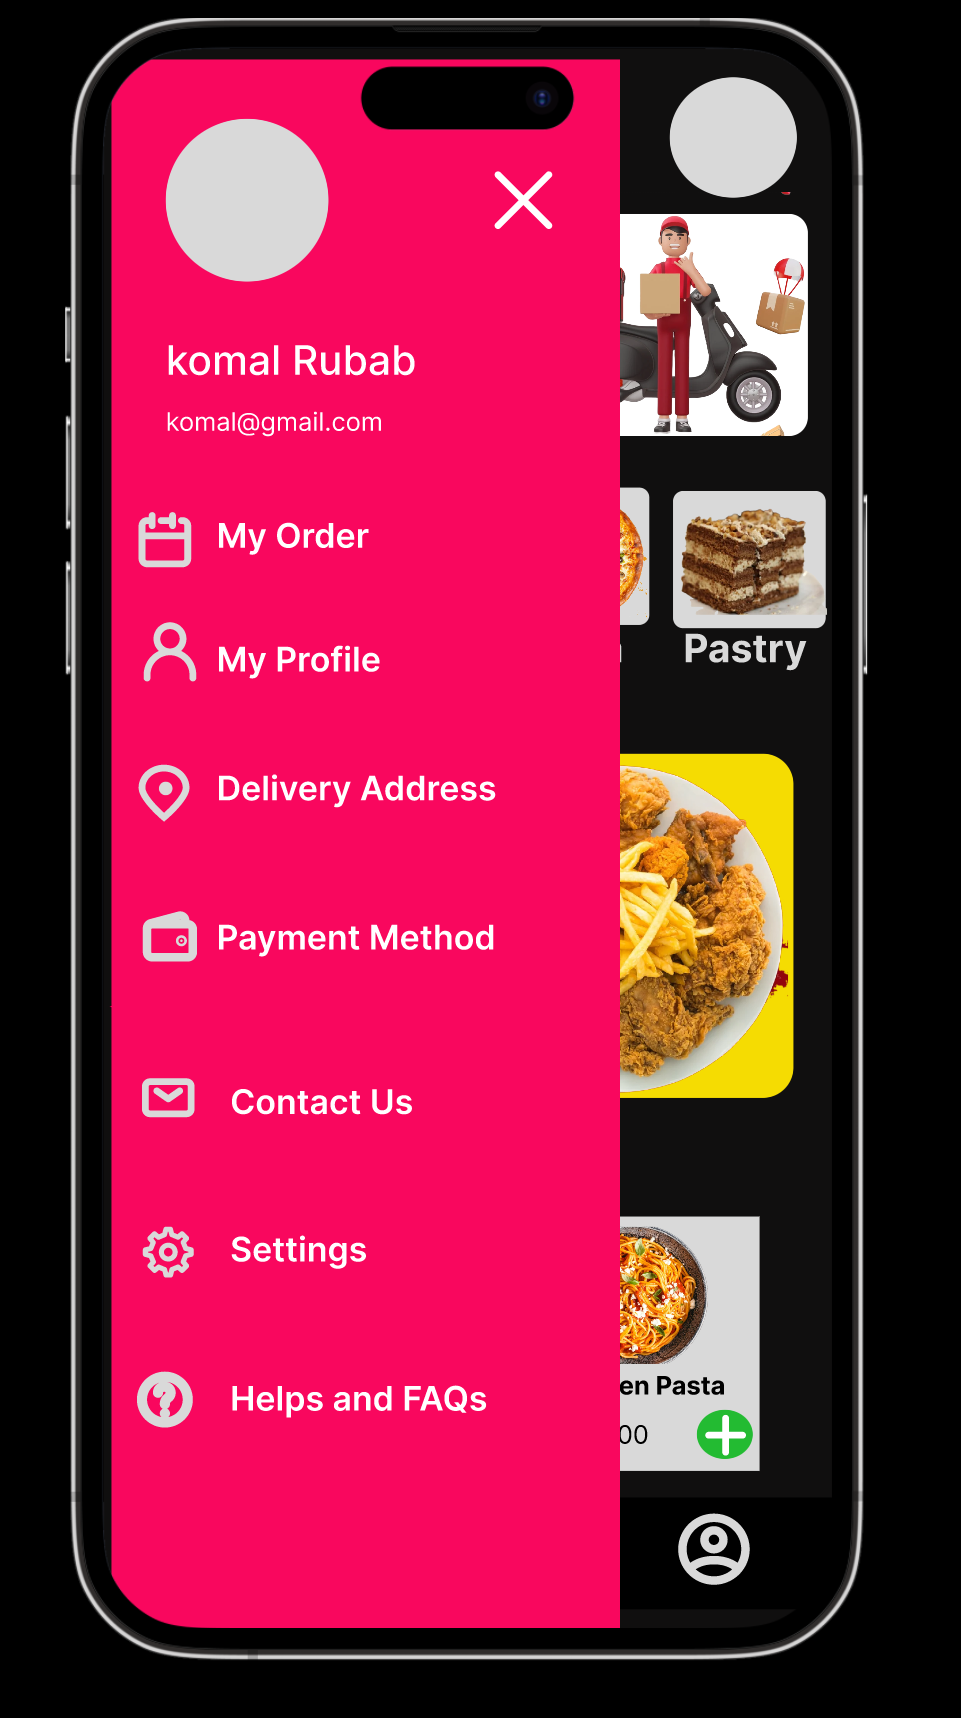 komal Rubab
komal@gmail.com
My Order
My Profile
Delivery Address
Payment Method
Contact Us
Settings
Helps and FAQs
Pastry
en Pasta
00